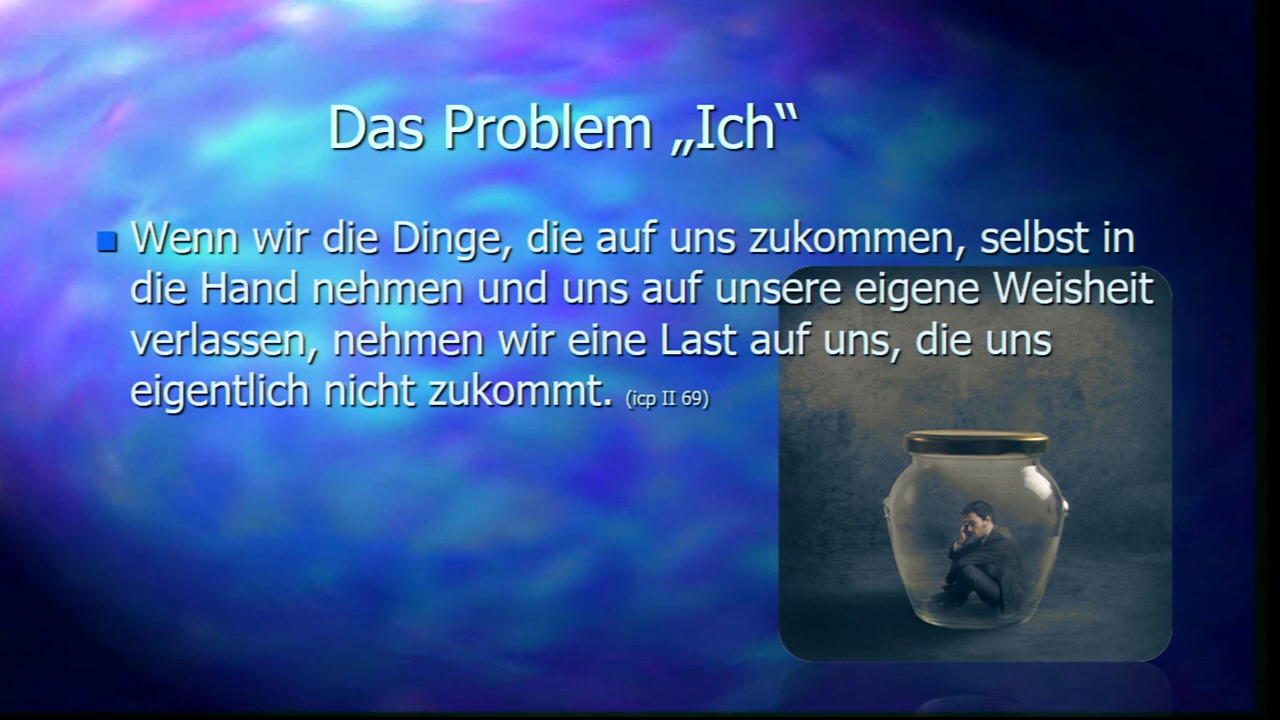 Das Problem „Ich“
Wenn wir die Dinge, die auf uns zukommen, selbst in
die Hand nehmen und uns auf unsere eigene Weisheit
verlassen, nehmen wir eine Last auf uns, die uns
eigentlich nicht zukommt. (icp II 69)